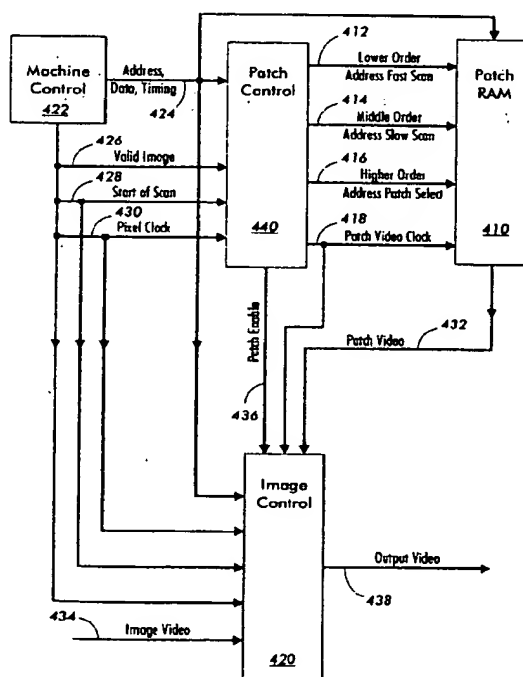 Machine
Control
422
Address,
Data, Timing
424
426
Valid Image
428
Start of Scan
430
Pixel Clock
Patch
Control
440
412
Lower Order
Address Fast Scan
414
Middle Order
Address Slow Scan
416
Higher Order
Address Patch Select
418
Patch Video Clock
Patch
RAM
410
432
Patch Video
Patch Enable
436
Image
Control
420
Output Video
438
434
Image Video